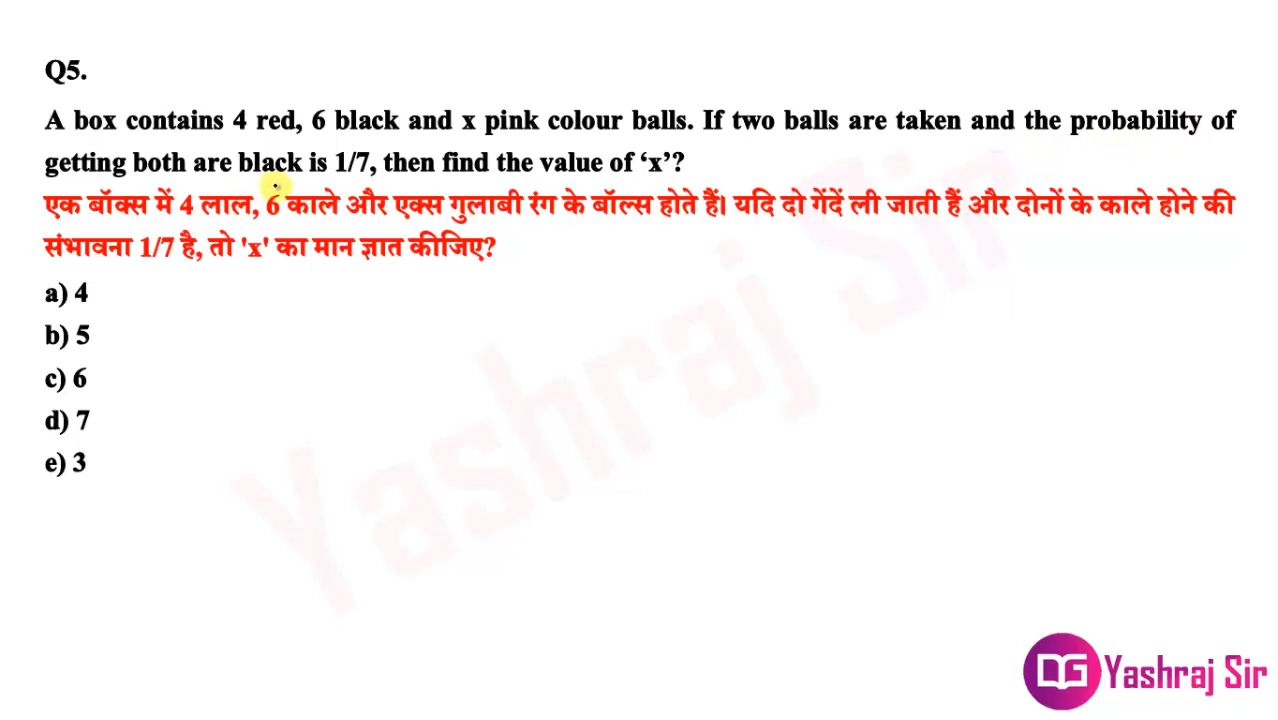 Q5.
A box contains 4 red, 6 black and x pink colour balls. If two balls are taken and the probability of
getting both are black is 1/7, then find the value of ‘x’?
एक बॉक्स में 4 लाल, 6 काले और एक्स गुलाबी रंग के बॉल्स होते हैं। यदि दो गेंदें ली जाती हैं और दोनों के काले होने की
संभावना 1/7 है, तो 'x' का मान ज्ञात कीजिए?
a) 4
b) 5
c) 6
d) 7
e) 3
Yashraj Sir
DG Yashraj Sir